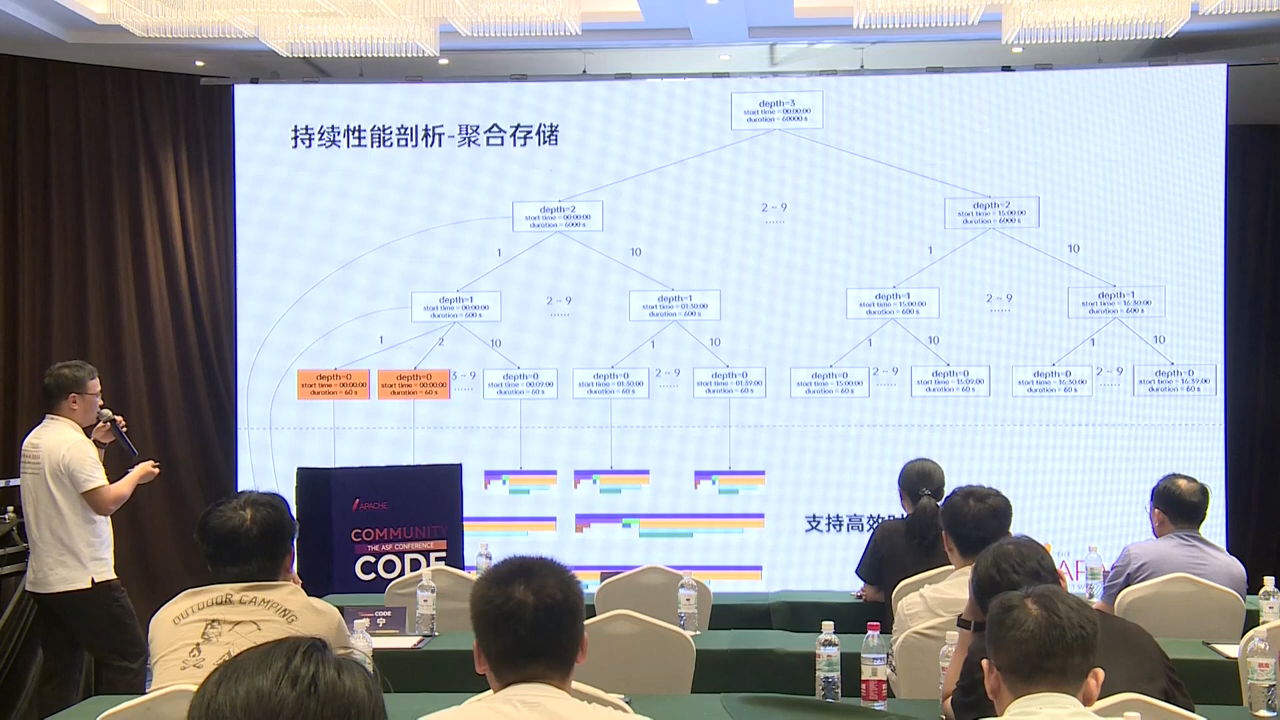 持续性能剖析-聚合存储
depth=3
start time = 00:00:00
duration = 60000 s
depth=2
start time = 00:00:00
duration = 6000 s
2 ~ 9
......
depth=2
start time = 15:00:00
duration = 6000 s
1
10
1
10
depth=1
start time = 00:00:00
duration = 600 s
2 ~ 9
......
depth=1
start time = 01:30:00
duration = 600 s
depth=1
start time = 15:00:00
duration = 600 s
2 ~ 9
......
depth=1
start time = 16:30:00
duration = 600 s
1
2
10
1
10
1
10
1
10
depth=0
start time = 00:00:00
duration = 60 s
depth=0
start time = 00:00:00
duration = 60 s
3 ~ 9
......
depth=0
start time = 00:09:00
duration = 60 s
depth=0
start time = 01:30:00
duration = 60 s
2 ~ 9
......
depth=0
start time = 01:39:00
duration = 60 s
depth=0
start time = 15:00:00
duration = 60 s
2 ~ 9
......
depth=0
start time = 15:09:00
duration = 60 s
depth=0
start time = 16:30:00
duration = 60 s
2 ~ 9
......
depth=0
start time = 16:39:00
duration = 60 s
支持高效
THE
APACHE
COMMUNITY
THE ASF CONFERENCE
CODE
OUTDOOR CAMPING
CODE
宁